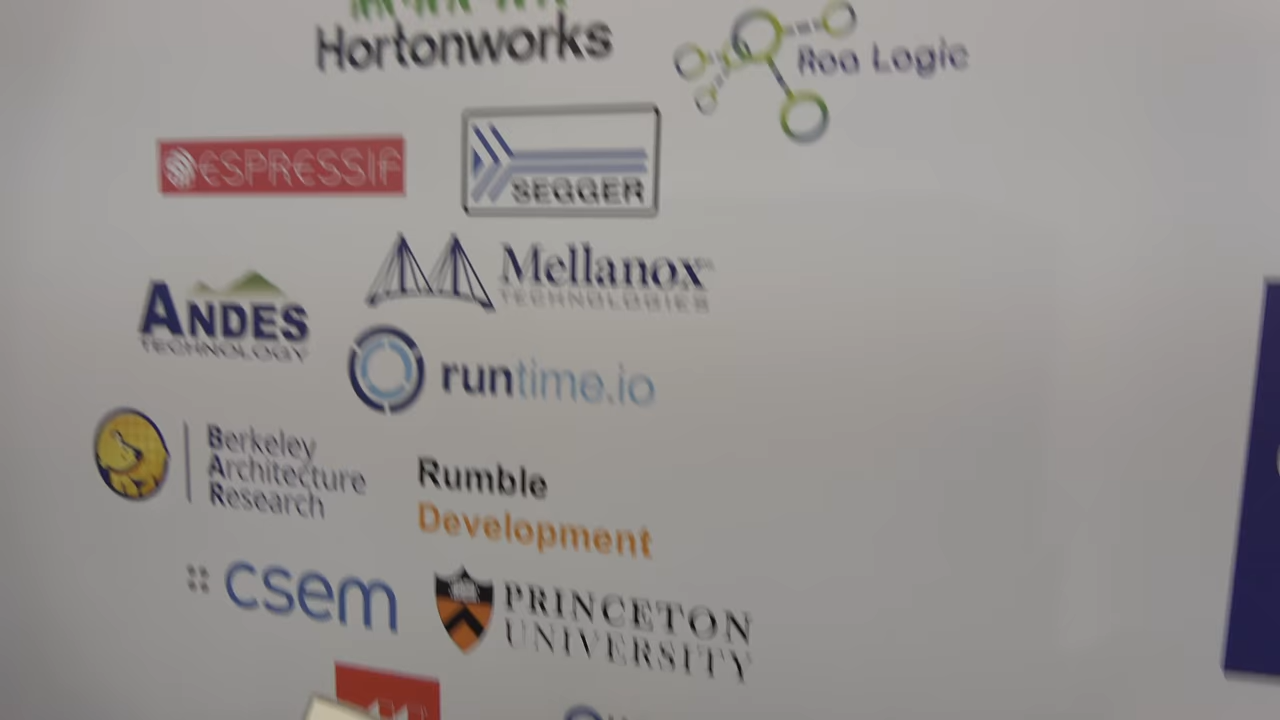 Hortonworks
Roa Logic
ESPRESSIF
SEGGER
Mellanox
TECHNOLOGIES
ANDES
TECHNOLOGY
runtime.io
Berkeley
Architecture
Research
Rumble
Development
csem
PRINCETON
UNIVERSITY